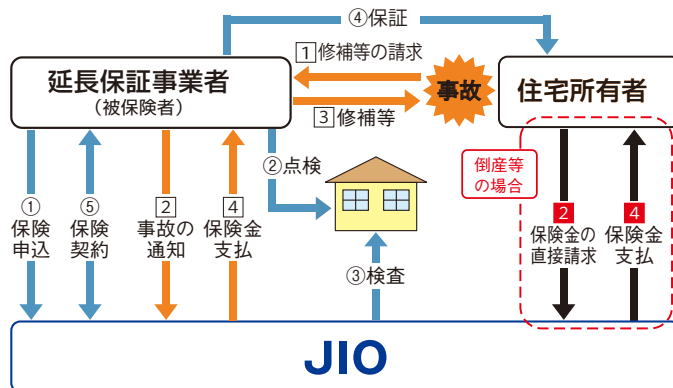 ④保証
1修補等の請求
延長保証事業者
(被保険者)
事故
住宅所有者
3修補等
②点検
倒産等
の場合
①
保険
申込
⑤
保険
契約
2
事故の
通知
4
保険金
支払
③検査
2
保険金の
直接請求
4
保険金
支払
JIO